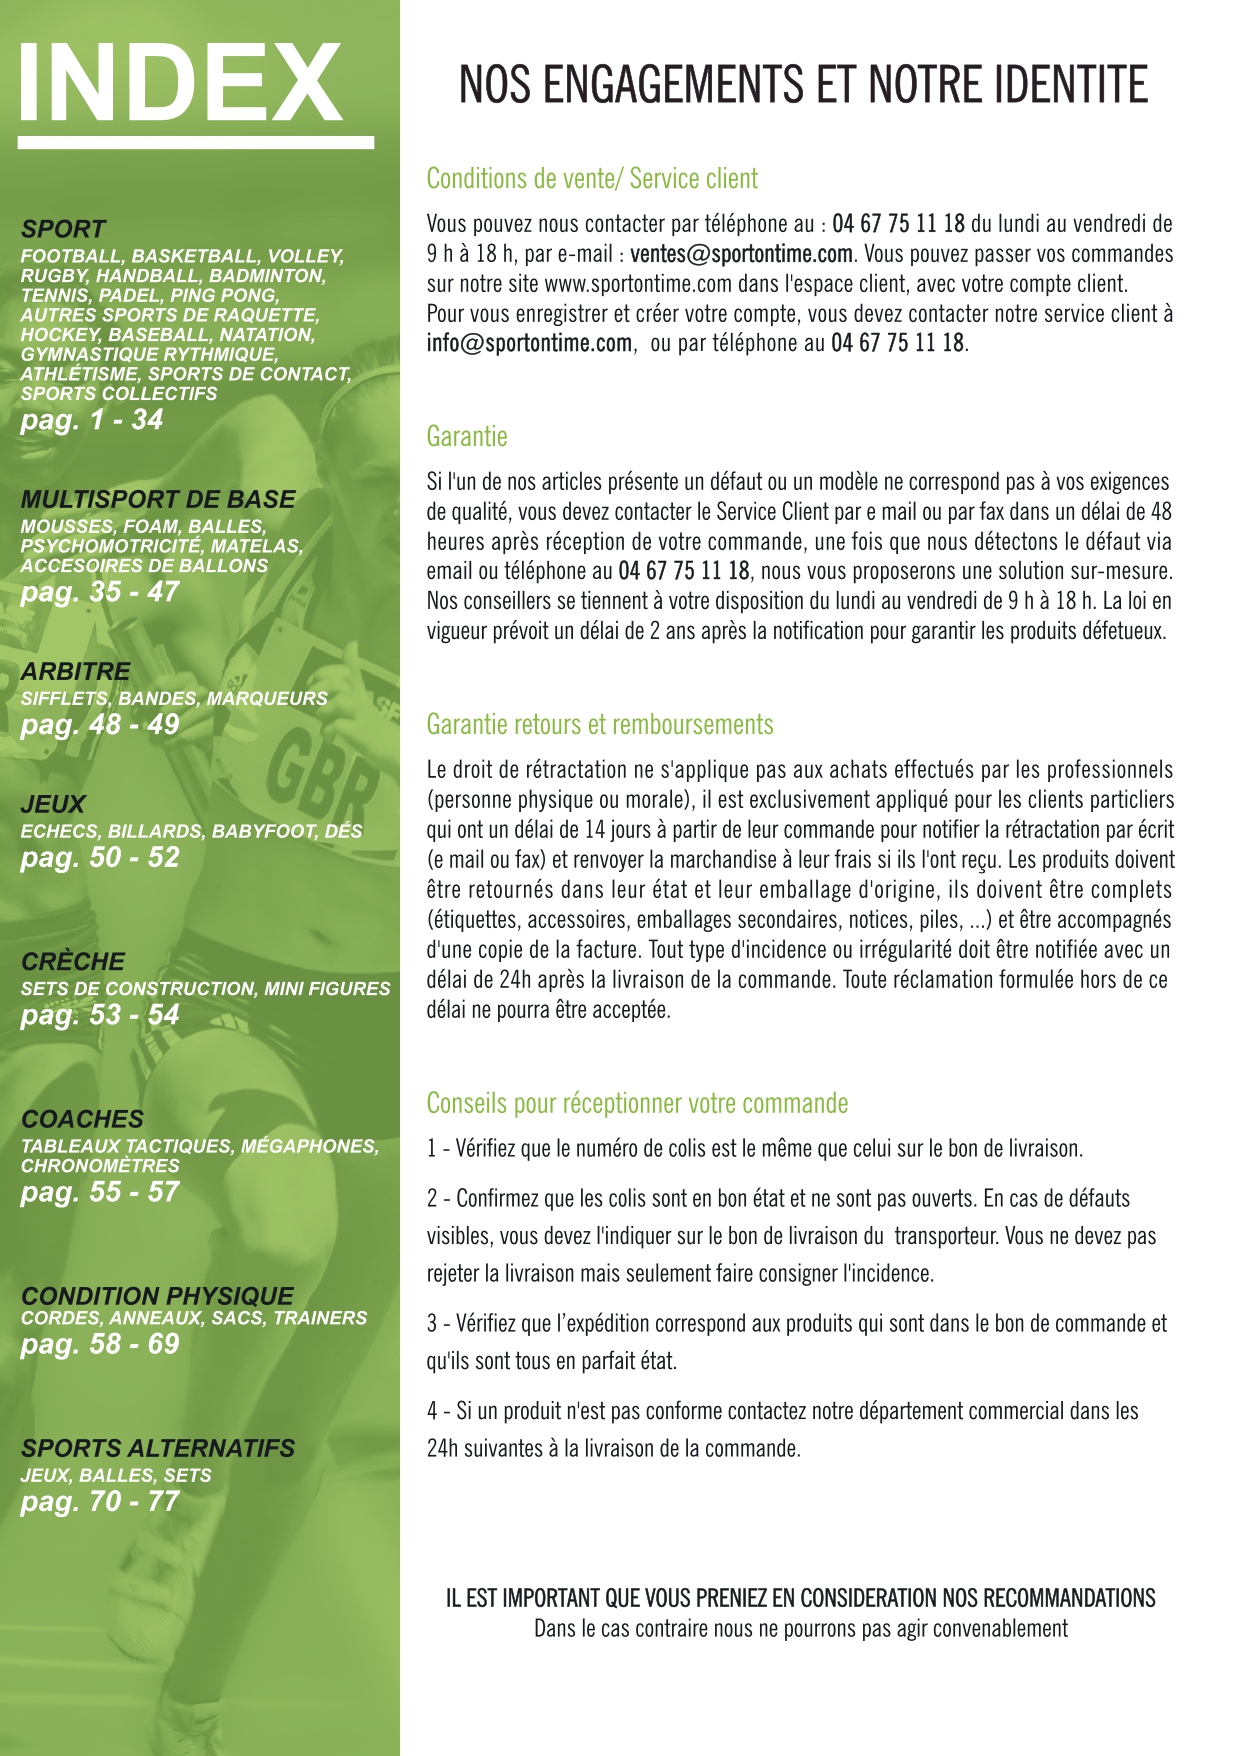 INDEX
SPORT
FOOTBALL, BASKETBALL, VOLLEY,
RUGBY, HANDBALL, BADMINTON,
TENNIS, PADEL, PING PONG,
AUTRES SPORTS DE RAQUETTE,
HOCKEY, BASEBALL, NATATION,
GYMNASTIQUE RYTHMIQUE,
ATHLÉTISME, SPORTS DE CONTACT,
SPORTS COLLECTIFS
pag. 1 - 34
MULTISPORT DE BASE
MOUSSES, FOAM, BALLES,
PSYCHOMOTRICITÉ, MATELAS,
ACCESOIRES DE BALLONS
pag. 35 - 47
ARBITRE
SIFFLETS, BANDES, MARQUEURS
pag. 48 - 49
GBR
JEUX
ECHECS, BILLARDS, BABYFOOT, DÉS
pag. 50 - 52
CRÈCHE
SETS DE CONSTRUCTION, MINI FIGURES
pag. 53 - 54
COACHES
TABLEAUX TACTIQUES, MÉGAPHONES,
CHRONOMÈTRES
pag. 55 - 57
CONDITION PHYSIQUE
CORDES, ANNEAUX, SACS, TRAINERS
pag. 58 - 69
SPORTS ALTERNATIFS
JEUX, BALLES, SETS
pag. 70 - 77
NOS ENGAGEMENTS ET NOTRE IDENTITE
Conditions de vente/ Service client
Vous pouvez nous contacter par téléphone au : 04 67 75 11 18 du lundi au vendredi de
9 h à 18 h, par e-mail : ventes@sportontime.com. Vous pouvez passer vos commandes
sur notre site www.sportontime.com dans l'espace client, avec votre compte client.
Pour vous enregistrer et créer votre compte, vous devez contacter notre service client à
info@sportontime.com, ou par téléphone au 04 67 75 11 18.
Garantie
Si l'un de nos articles présente un défaut ou un modèle ne correspond pas à vos exigences
de qualité, vous devez contacter le Service Client par e mail ou par fax dans un délai de 48
heures après réception de votre commande, une fois que nous détectons le défaut via
email ou téléphone au 04 67 75 11 18, nous vous proposerons une solution sur-mesure.
Nos conseillers se tiennent à votre disposition du lundi au vendredi de 9 h à 18 h. La loi en
vigueur prévoit un délai de 2 ans après la notification pour garantir les produits défetueux.
Garantie retours et remboursements
Le droit de rétractation ne s'applique pas aux achats effectués par les professionnels
(personne physique ou morale), il est exclusivement appliqué pour les clients particliers
qui ont un délai de 14 jours à partir de leur commande pour notifier la rétractation par écrit
(e mail ou fax) et renvoyer la marchandise à leur frais si ils l'ont reçu. Les produits doivent
être retournés dans leur état et leur emballage d'origine, ils doivent être complets
(étiquettes, accessoires, emballages secondaires, notices, piles, ...) et être accompagnés
d'une copie de la facture. Tout type d'incidence ou irrégularité doit être notifiée avec un
délai de 24h après la livraison de la commande. Toute réclamation formulée hors de ce
délai ne pourra être acceptée.
Conseils pour réceptionner votre commande
1 - Vérifiez que le numéro de colis est le même que celui sur le bon de livraison.
2 - Confirmez que les colis sont en bon état et ne sont pas ouverts. En cas de défauts
visibles, vous devez l'indiquer sur le bon de livraison du transporteur. Vous ne devez pas
rejeter la livraison mais seulement faire consigner l'incidence.
3 - Vérifiez que l’expédition correspond aux produits qui sont dans le bon de commande et
qu'ils sont tous en parfait état.
4 - Si un produit n'est pas conforme contactez notre département commercial dans les
24h suivantes à la livraison de la commande.
IL EST IMPORTANT QUE VOUS PRENIEZ EN CONSIDERATION NOS RECOMMANDATIONS
Dans le cas contraire nous ne pourrons pas agir convenablement